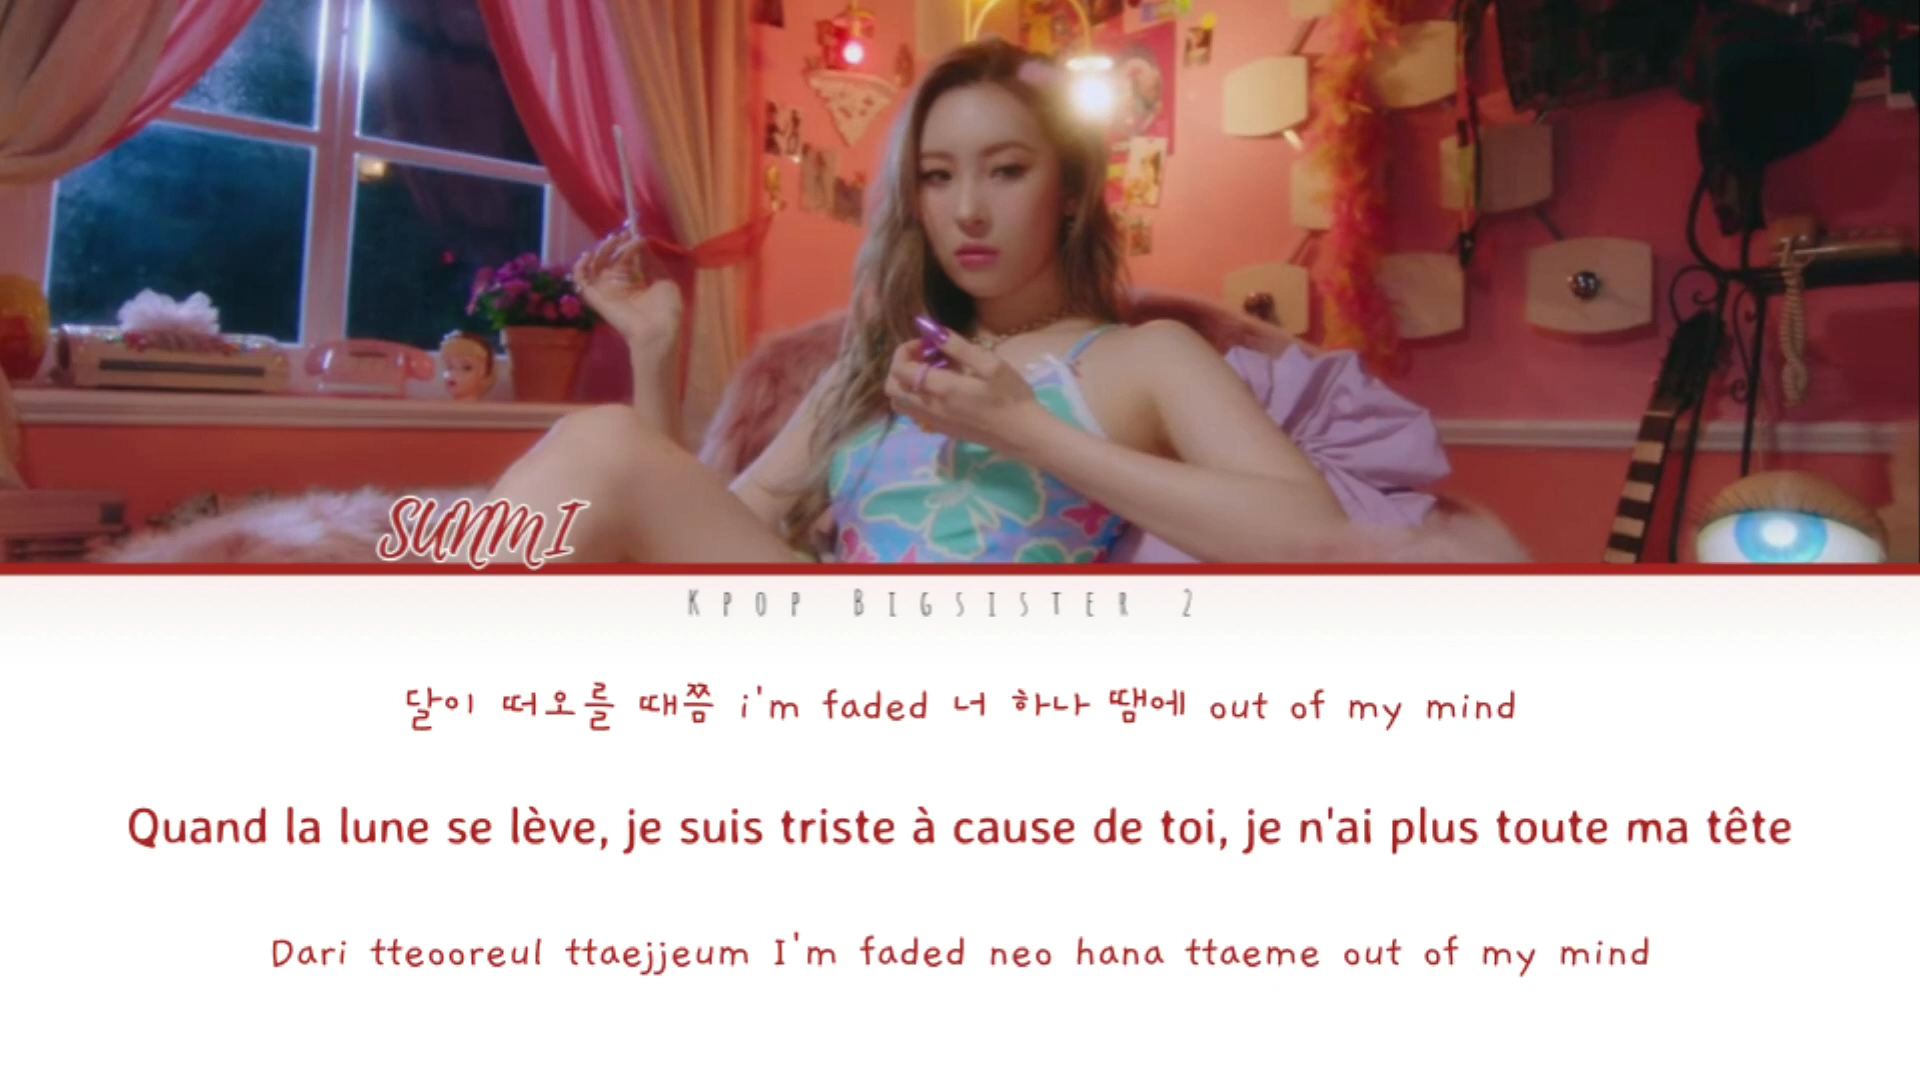 SUNMI
KPOP BIGSISTER 2
달이 떠오를 때쯤 i'm faded 너 하나 땜에 out of my mind
Quand la lune se lève, je suis triste à cause de toi, je n'ai plus toute ma tête
Dari tteooreul ttaejjeum I'm faded neo hana ttaeme out of my mind